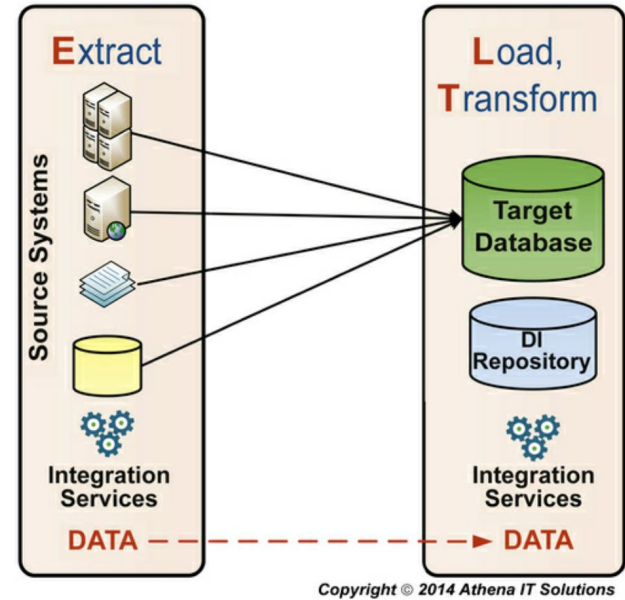 Extract
Source Systems
Integration
Services
DATA
Load,
Transform
Target
Database
DI
Repository
Integration
Services
DATA
Copyright © 2014 Athena IT Solutions